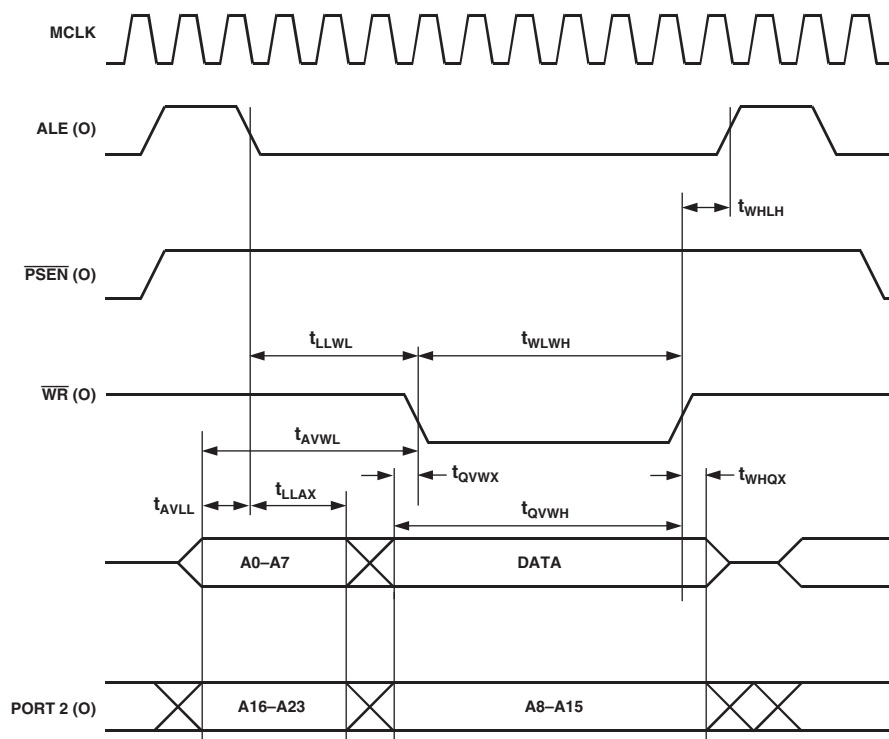 MCLK
ALE (O)
tWHLH
PSEN (O)
tLLWL
tWLWH
WR (O)
tAVWL
tQVWX
tWHQX
tAVLL
tLLAX
tQVWH
A0–A7
DATA
PORT 2 (O)
A16–A23
A8–A15